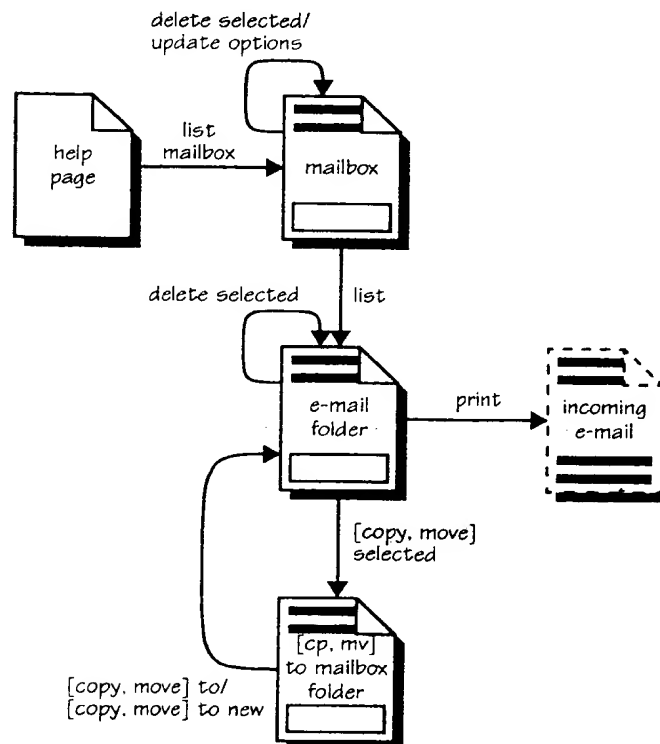 delete selected/
update options
list
mailbox
help
page
mailbox
delete selected
list
e-mail
folder
print
incoming
e-mail
[copy, move]
selected
[cp, mv]
to mailbox
folder
[copy, move] to/
[copy, move] to new